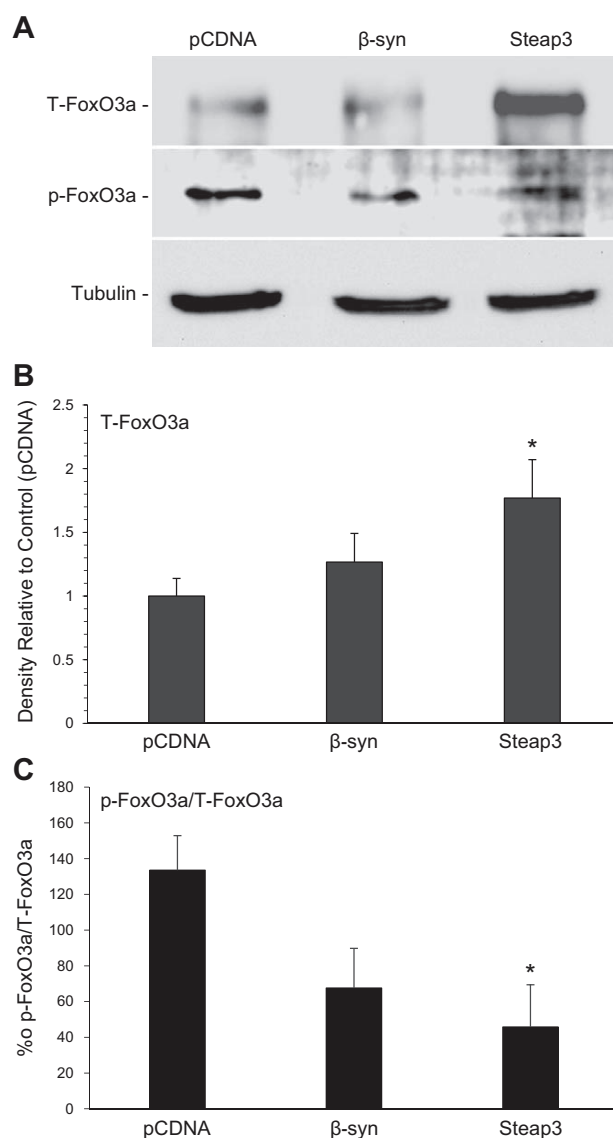 A
pCDNA β-syn Steap3
T-FoxO3a -
p-FoxO3a -
Tubulin -
B
Density Relative to Control (pCDNA)
2.5
2
1.5
1
0.5
0
T-FoxO3a
*
pCDNA β-syn Steap3
C
%o p-FoxO3a/T-FoxO3a
180
160
140
120
100
80
60
40
20
0
p-FoxO3a/T-FoxO3a
*
pCDNA β-syn Steap3